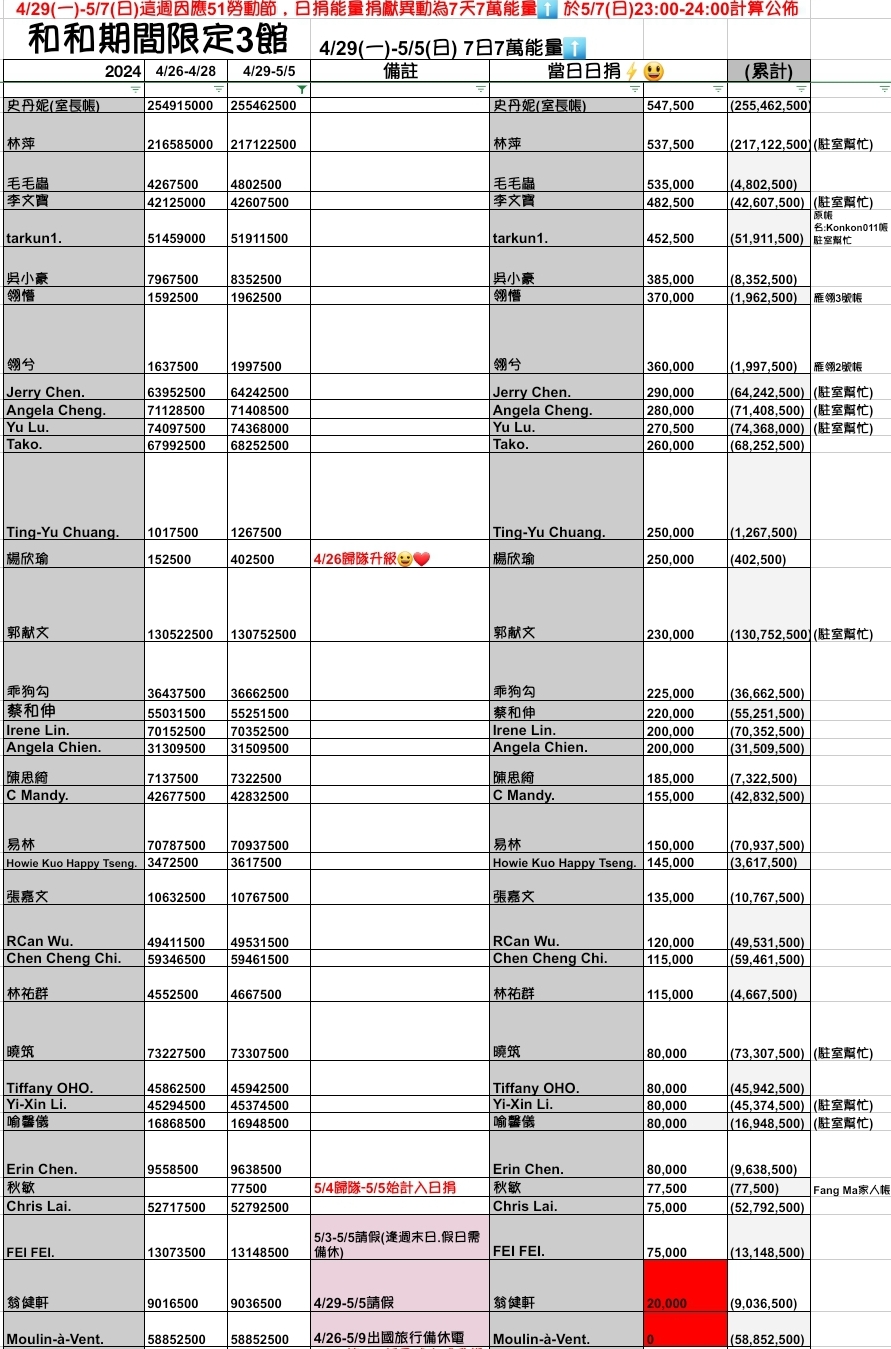 4/29(一)-5/7(日)這週因應51勞動節，日捐能量捐獻異動為7天7萬能量⬆️ 於5/7(日)23:00-24:00計算公佈
和和期間限定3館 4/29(一)-5/5(日) 7日7萬能量⬆️
2024 4/26-4/28 4/29-5/5 備註 當日日捐⚡😃 (累計)
史丹妮(室長帳) 254915000 255462500 史丹妮(室長帳) 547,500 (255,462,500)
林萍 216585000 217122500 林萍 537,500 (217,122,500) (駐室幫忙)
毛毛蟲 4267500 4802500 毛毛蟲 535,000 (4,802,500)
李文寶 42125000 42607500 李文寶 482,500 (42,607,500) (駐室幫忙)
原帳
名:Konkon011帳
tarkun1. 51459000 51911500 tarkun1. 452,500 (51,911,500) 駐室幫忙
吳小豪 7967500 8352500 吳小豪 385,000 (8,352,500)
翎懵 1592500 1962500 翎懵 370,000 (1,962,500) 雁翎3號帳
翎兮 1637500 1997500 翎兮 360,000 (1,997,500) 雁翎2號帳
Jerry Chen. 63952500 64242500 Jerry Chen. 290,000 (64,242,500) (駐室幫忙)
Angela Cheng. 71128500 71408500 Angela Cheng. 280,000 (71,408,500) (駐室幫忙)
Yu Lu. 74097500 74368000 Yu Lu. 270,500 (74,368,000) (駐室幫忙)
Tako. 67992500 68252500 Tako. 260,000 (68,252,500)
Ting-Yu Chuang. 1017500 1267500 Ting-Yu Chuang. 250,000 (1,267,500)
楊欣瑜 152500 402500 4/26歸隊升級😉❤️ 楊欣瑜 250,000 (402,500)
郭献文 130522500 130752500 郭献文 230,000 (130,752,500) (駐室幫忙)
乖狗勾 36437500 36662500 乖狗勾 225,000 (36,662,500)
蔡和伸 55031500 55251500 蔡和伸 220,000 (55,251,500)
Irene Lin. 70152500 70352500 Irene Lin. 200,000 (70,352,500)
Angela Chien. 31309500 31509500 Angela Chien. 200,000 (31,509,500)
陳思綺 7137500 7322500 陳思綺 185,000 (7,322,500)
C Mandy. 42677500 42832500 C Mandy. 155,000 (42,832,500)
易林 70787500 70937500 易林 150,000 (70,937,500)
Howie Kuo Happy Tseng. 3472500 3617500 Howie Kuo Happy Tseng. 145,000 (3,617,500)
張嘉文 10632500 10767500 張嘉文 135,000 (10,767,500)
RCan Wu. 49411500 49531500 RCan Wu. 120,000 (49,531,500)
Chen Cheng Chi. 59346500 59461500 Chen Cheng Chi. 115,000 (59,461,500)
林祐群 4552500 4667500 林祐群 115,000 (4,667,500)
曉筑 73227500 73307500 曉筑 80,000 (73,307,500) (駐室幫忙)
Tiffany OHO. 45862500 45942500 Tiffany OHO. 80,000 (45,942,500)
Yi-Xin Li. 45294500 45374500 Yi-Xin Li. 80,000 (45,374,500) (駐室幫忙)
喻馨儀 16868500 16948500 喻馨儀 80,000 (16,948,500) (駐室幫忙)
Erin Chen. 9558500 9638500 Erin Chen. 80,000 (9,638,500)
秋敏 77500 5/4歸隊-5/5始計入日捐 秋敏 77,500 (77,500) Fang Ma家人帳
Chris Lai. 52717500 52792500 Chris Lai. 75,000 (52,792,500)
5/3-5/5請假(逢週末日.假日需
FEI FEI. 13073500 13148500 備休) FEI FEI. 75,000 (13,148,500)
翁健軒 9016500 9036500 4/29-5/5請假 翁健軒 20,000 (9,036,500)
Moulin-à-Vent. 58852500 58852500 4/26-5/9出國旅行備休電 Moulin-à-Vent. 0 (58,852,500)